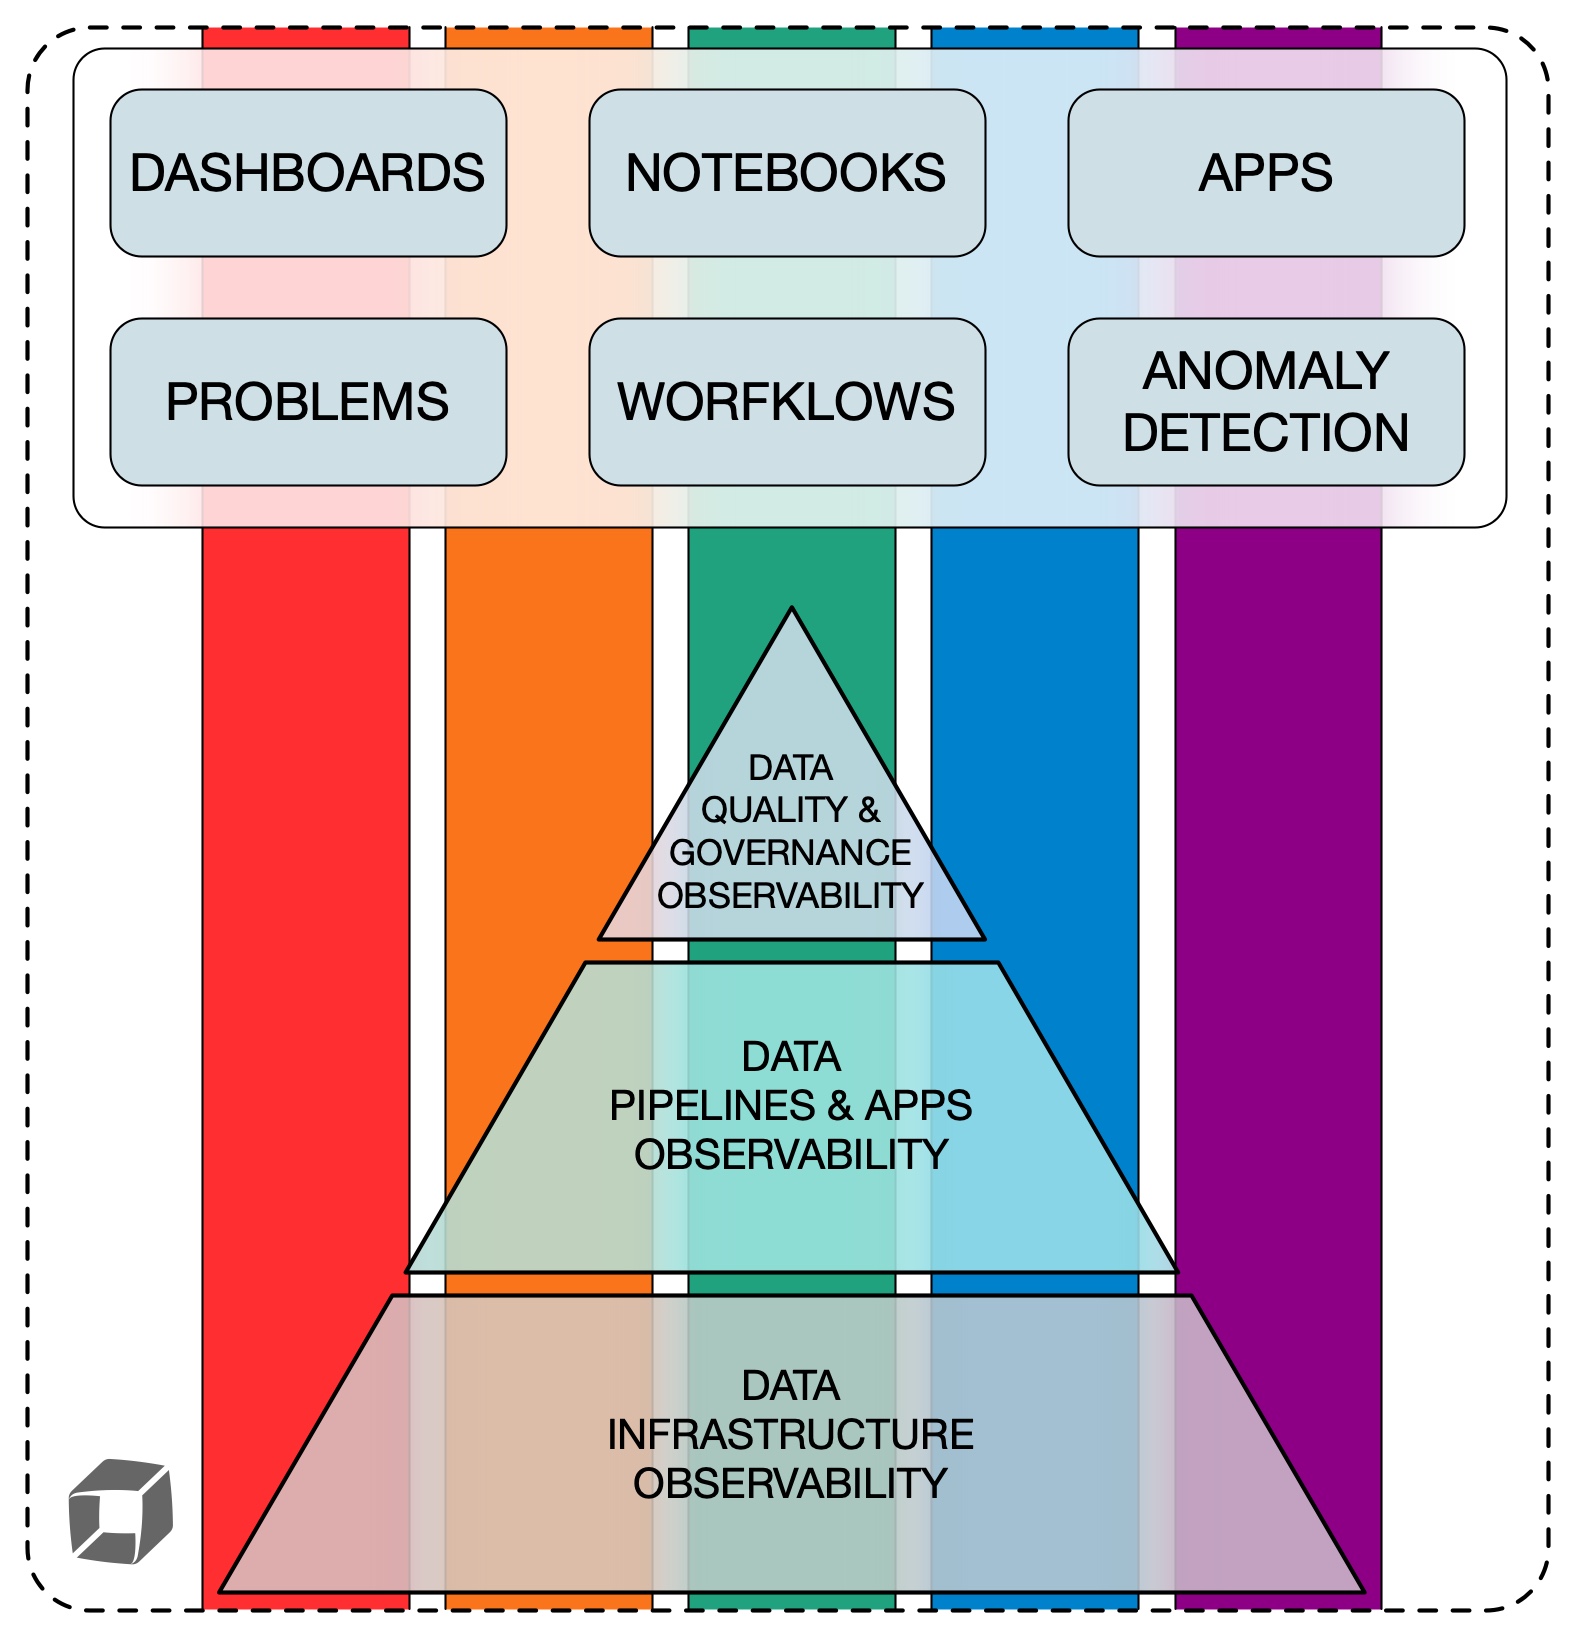 DASHBOARDS
NOTEBOOKS
APPS
PROBLEMS
WORFKLOWS
ANOMALY
DETECTION
DATA
QUALITY &
GOVERNANCE
OBSERVABILITY
DATA
PIPELINES & APPS
OBSERVABILITY
DATA
INFRASTRUCTURE
OBSERVABILITY